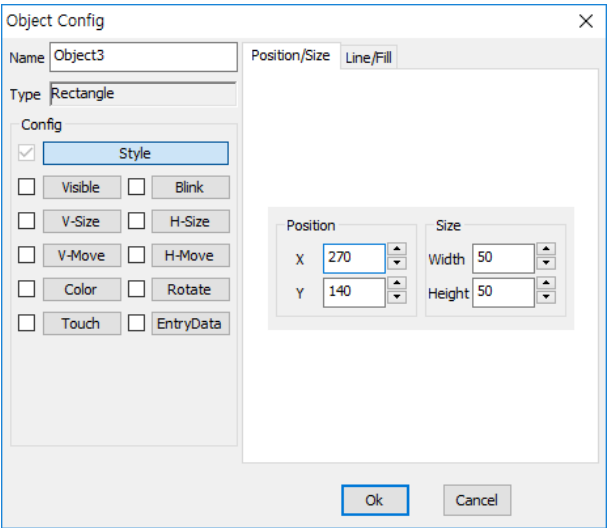 Object Config
Name Object3
Type Rectangle
Config
Style
Visible Blink
V-Size H-Size
V-Move H-Move
Color Rotate
Touch EntryData
Position/Size Line/Fill
Position
X 270
Y 140
Size
Width 50
Height 50
Ok Cancel